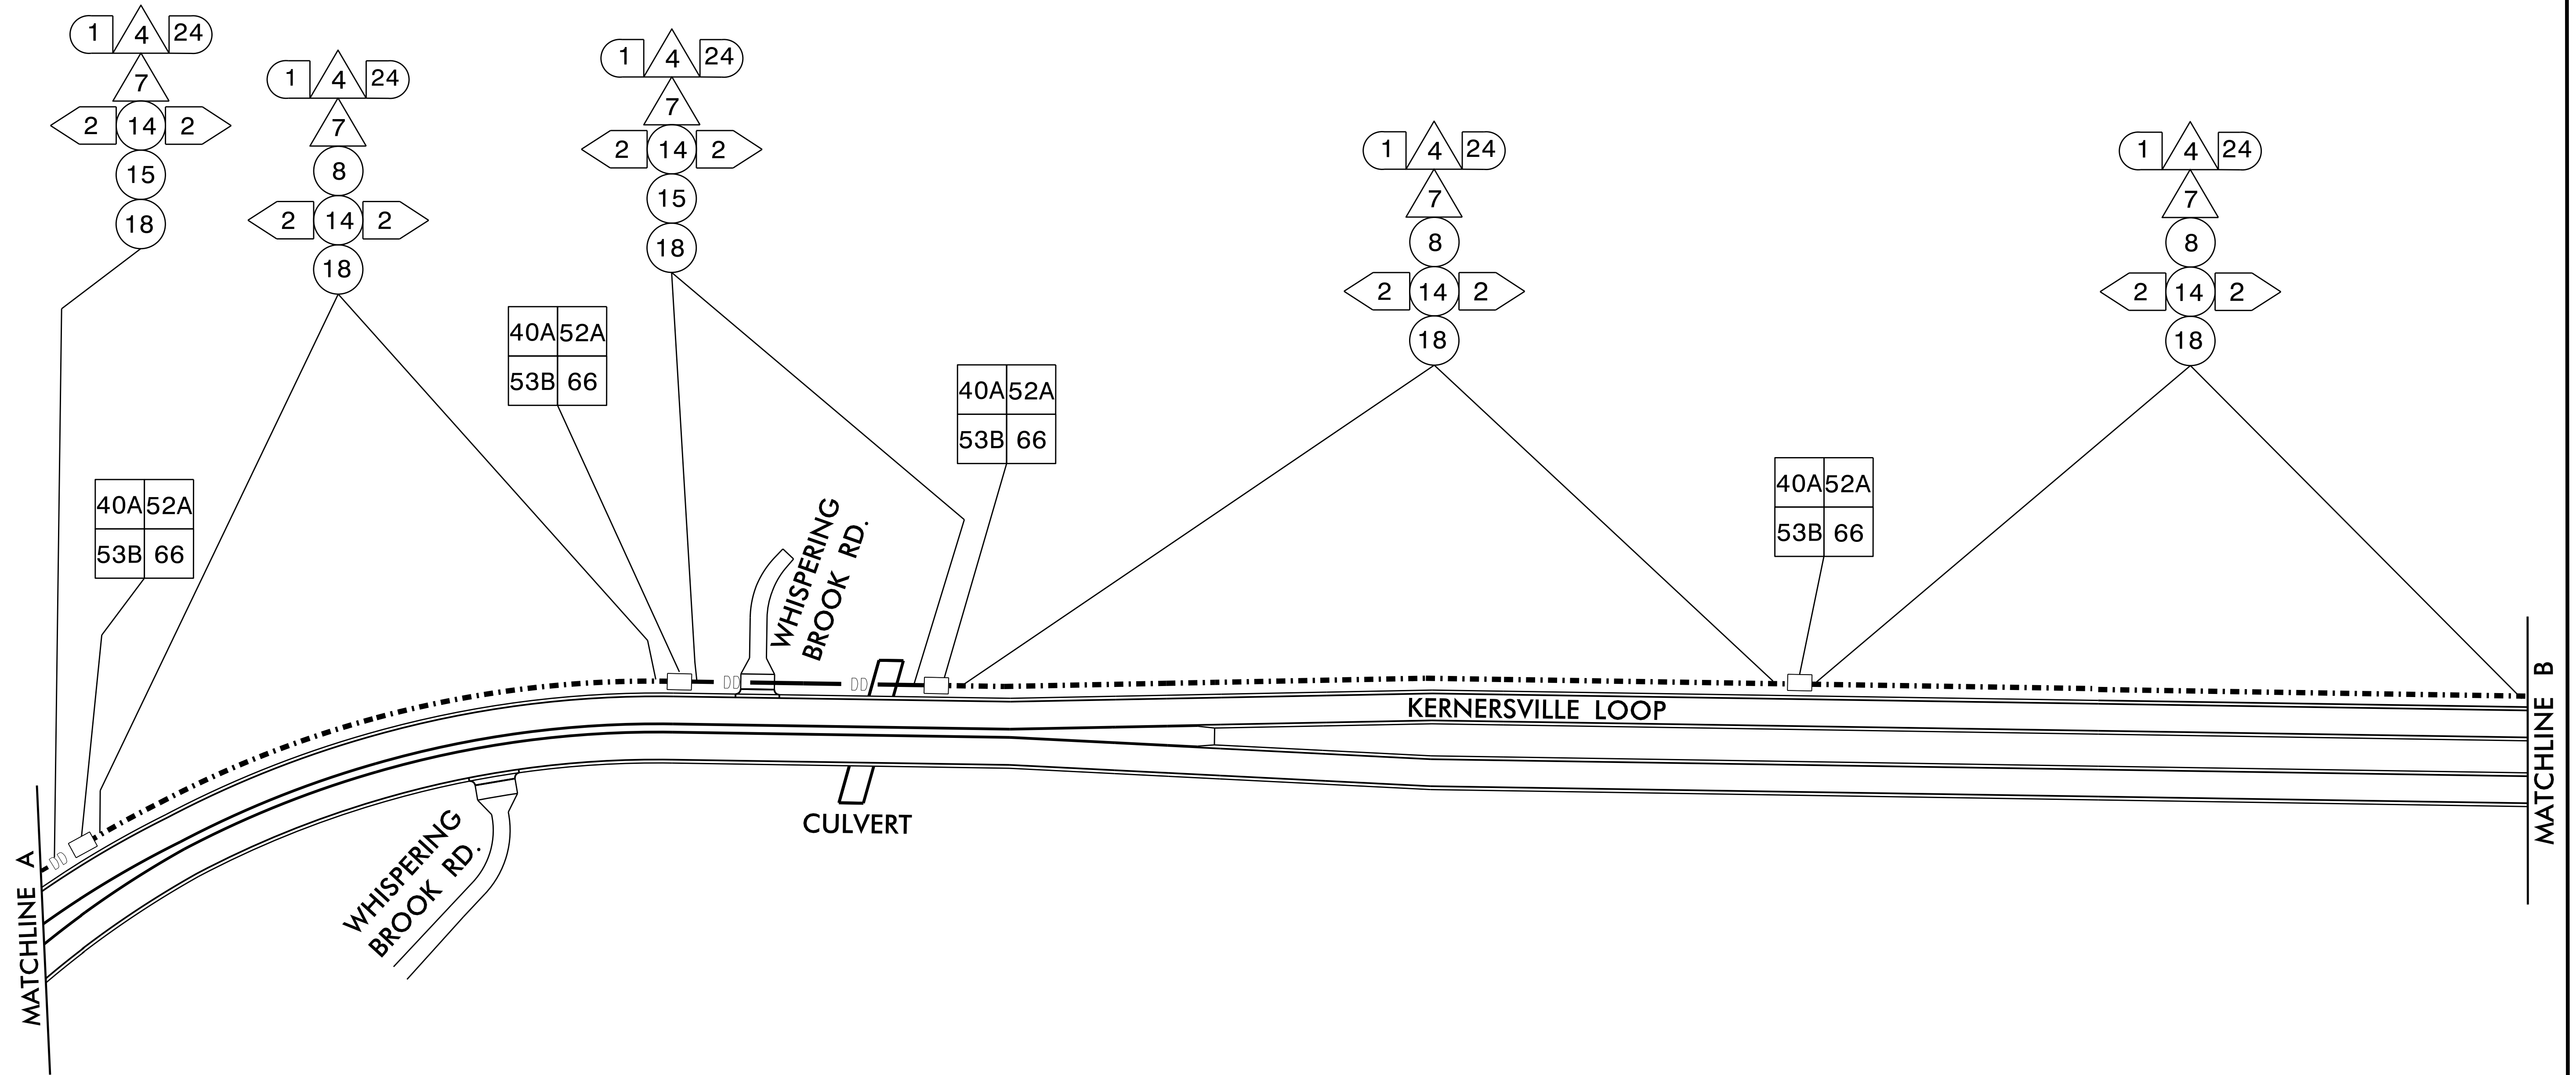 1 4 24
7
2 14 2
15
18
1 4 24
7
8
2 14 2
18
1 4 24
7
2 14 2
15
18
1 4 24
7
8
2 14 2
18
1 4 24
7
8
2 14 2
18
40A 52A
53B 66
40A 52A
53B 66
40A 52A
53B 66
40A 52A
53B 66
WHISPERING
BROOK RD.
KERNERSVILLE LOOP
CULVERT
WHISPERING
BROOK RD.
MATCHLINE A
MATCHLINE B